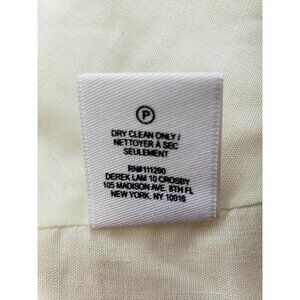 P
DRY CLEAN ONLY/
NETTOYER À SEC
SEULEMENT
RN#111290
DEREK LAM 10 CROSBY
105 MADISON AVE. 8TH FL
NEW YORK, NY 10016